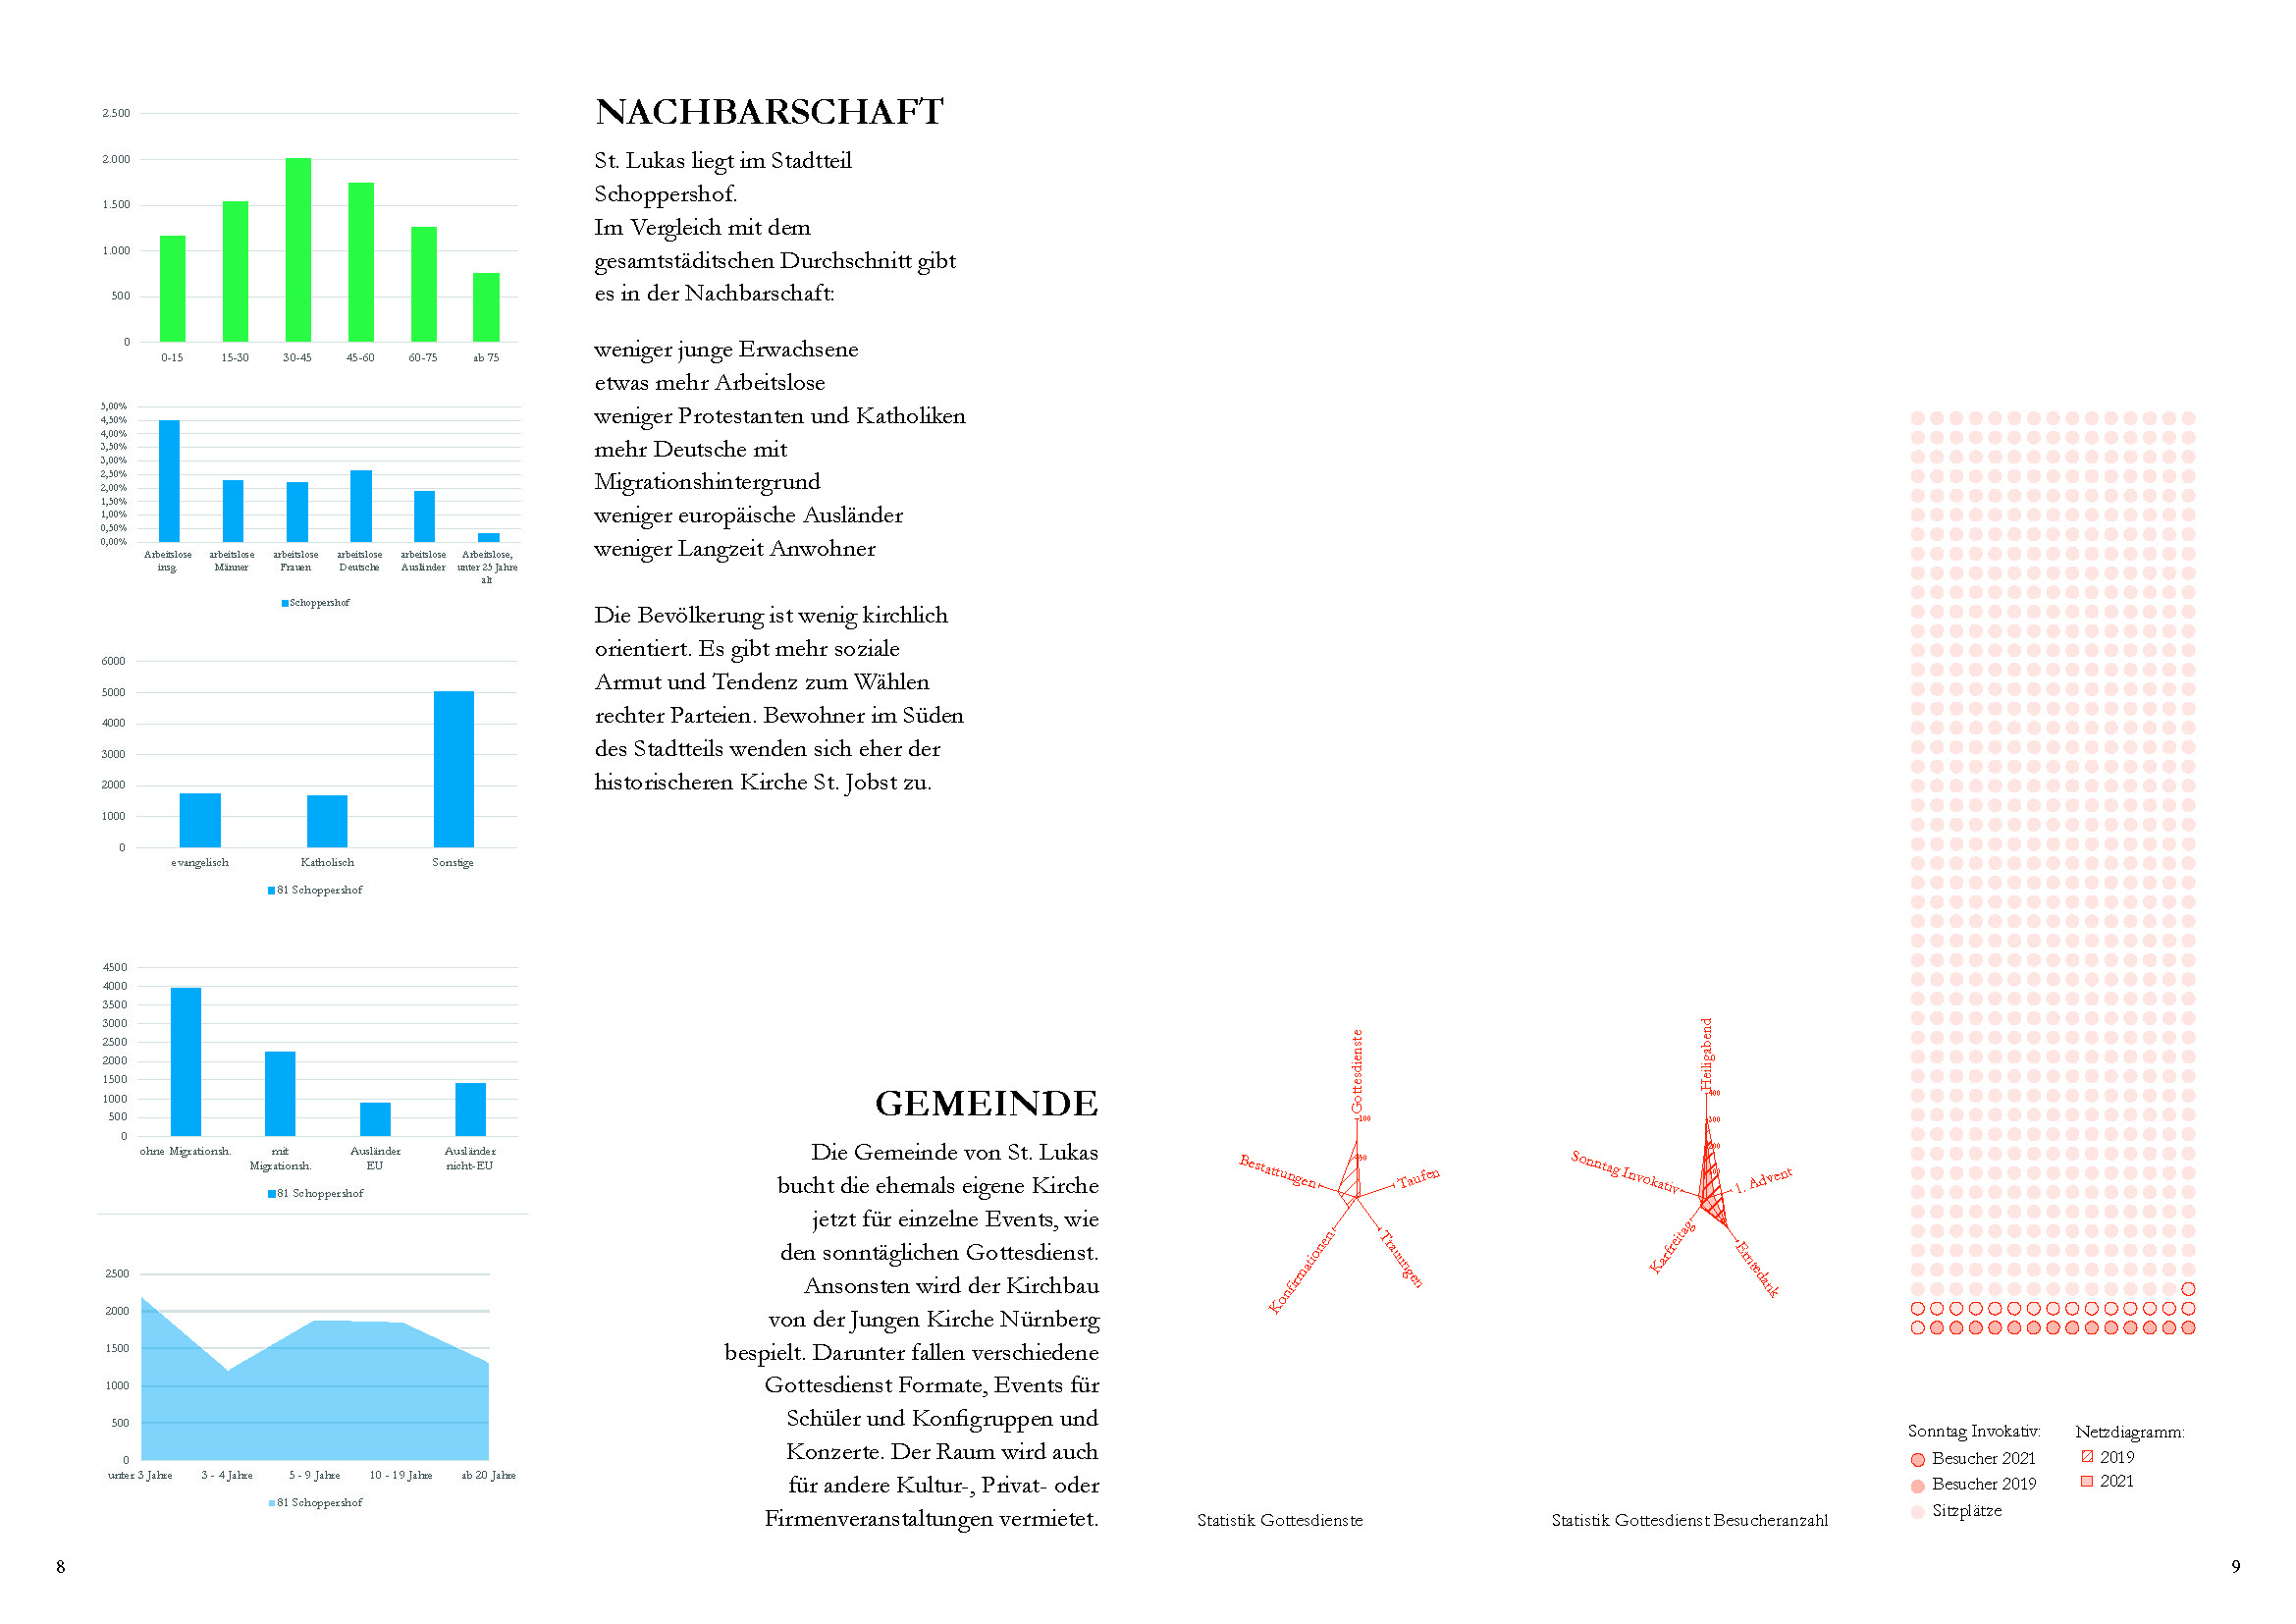 2.500
2.000
1.500
1.000
500
0
0-15 15-30 30-45 45-60 60-75 ab 75
5,00%
4,50%
4,00%
3,50%
3,00%
2,50%
2,00%
1,50%
1,00%
0,50%
0,00%
Arbeitslose insg.
arbeitslose Männer
arbeitslose Frauen
arbeitslose Deutsche
arbeitslose Ausländer
Arbeitslose, unter 25 Jahre alt
Schoppershof
6000
5000
4000
3000
2000
1000
0
evangelisch Katholisch Sonstige
81 Schoppershof
4500
4000
3500
3000
2500
2000
1500
1000
500
0
ohne Migrationsh.
mit Migrationsh.
Ausländer EU
Ausländer nicht-EU
81 Schoppershof
2500
2000
1500
1000
500
0
unter 3 Jahre 3 - 4 Jahre 5 - 9 Jahre 10 - 19 Jahre ab 20 Jahre
81 Schoppershof
8
NACHBARSCHAFT
St. Lukas liegt im Stadtteil
Schoppershof.
Im Vergleich mit dem
gesamtstäditschen Durchschnitt gibt
es in der Nachbarschaft:
weniger junge Erwachsene
etwas mehr Arbeitslose
weniger Protestanten und Katholiken
mehr Deutsche mit
Migrationshintergrund
weniger europäische Ausländer
weniger Langzeit Anwohner
Die Bevölkerung ist wenig kirchlich
orientiert. Es gibt mehr soziale
Armut und Tendenz zum Wählen
rechter Parteien. Bewohner im Süden
des Stadtteils wenden sich eher der
historischeren Kirche St. Jobst zu.
GEMEINDE
Die Gemeinde von St. Lukas
bucht die ehemals eigene Kirche
jetzt für einzelne Events, wie
den sonntäglichen Gottesdienst.
Ansonsten wird der Kirchbau
von der Jungen Kirche Nürnberg
bespielt. Darunter fallen verschiedene
Gottesdienst Formate, Events für
Schüler und Konfigruppen und
Konzerte. Der Raum wird auch
für andere Kultur-, Privat- oder
Firmenveranstaltungen vermietet.
Gottesdienste
100
50
Bestattungen
Taufen
Konfirmationen
Trauungen
Statistik Gottesdienste
Heiligabend
400
300
Sonntag Invokativ
1. Advent
Karfreitag
Erntedank
Statistik Gottesdienst Besucheranzahl
Sonntag Invokativ:
Besucher 2021
Besucher 2019
Sitzplätze
Netzdiagramm:
2019
2021
9